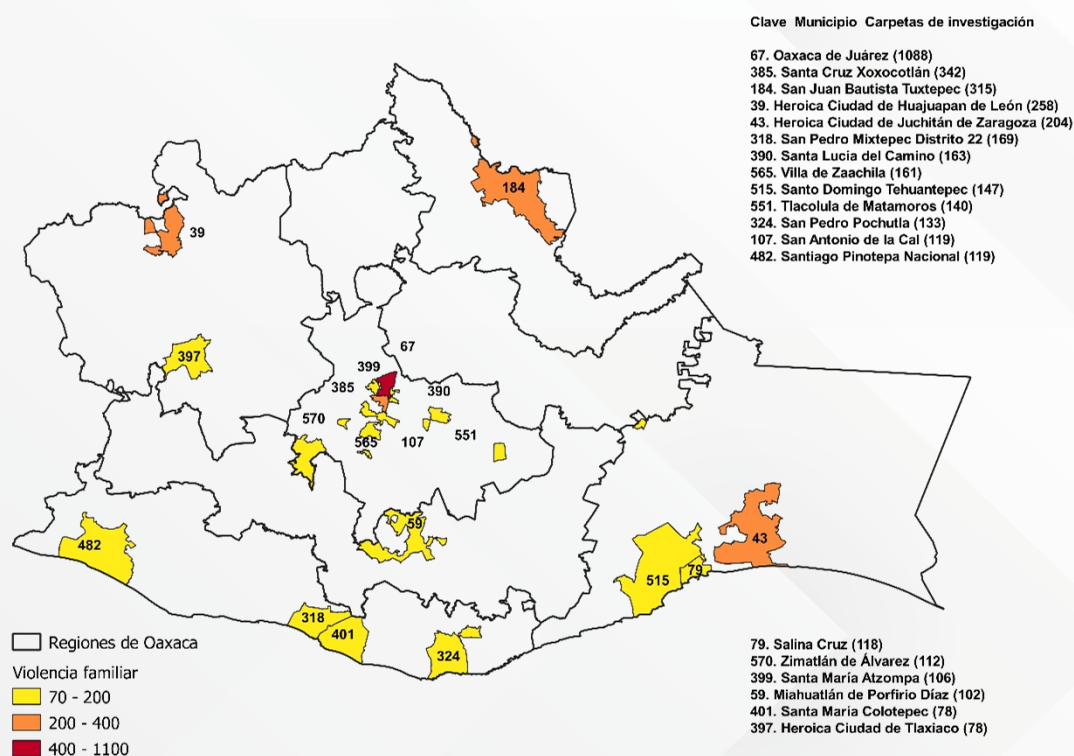 Clave Municipio Carpetas de investigación
67. Oaxaca de Juárez (1088)
385. Santa Cruz Xoxocotlán (342)
184. San Juan Bautista Tuxtepec (315)
39. Heroica Ciudad de Huajuapan de León (258)
43. Heroica Ciudad de Juchitán de Zaragoza (204)
318. San Pedro Mixtepec Distrito 22 (169)
390. Santa Lucía del Camino (163)
565. Villa de Zaachila (161)
515. Santo Domingo Tehuantepec (147)
551. Tlacolula de Matamoros (140)
324. San Pedro Pochutla (133)
107. San Antonio de la Cal (119)
482. Santiago Pinotepa Nacional (119)
184
39
397
67
399
385
390
570
565
107
551
59
482
43
515
79
318
401
324
Regiones de Oaxaca
Violencia familiar
70 - 200
200 - 400
400 - 1100
79. Salina Cruz (118)
570. Zimatlán de Álvarez (112)
399. Santa María Atzompa (106)
59. Miahuatlán de Porfirio Díaz (102)
401. Santa María Colotepec (78)
397. Heroica Ciudad de Tlaxiaco (78)